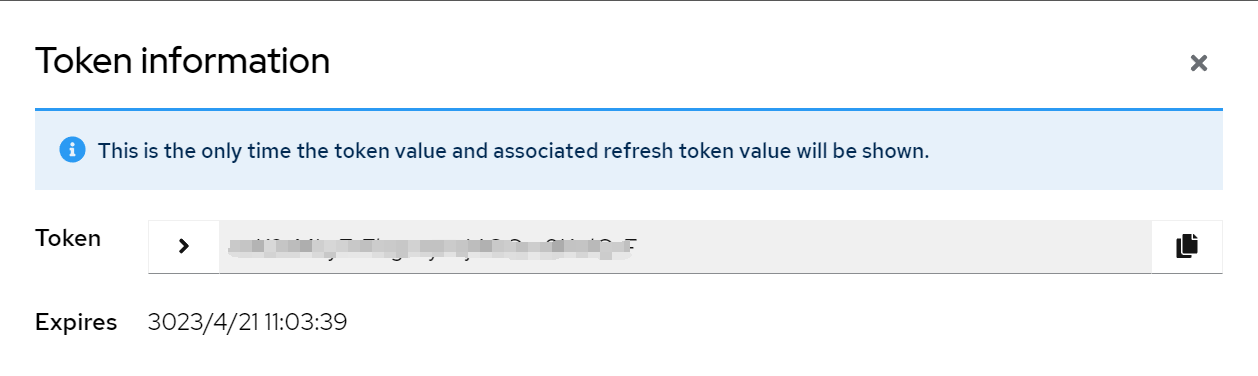 Token information
This is the only time the token value and associated refresh token value will be shown.
Token
Expires 3023/4/21 11:03:39